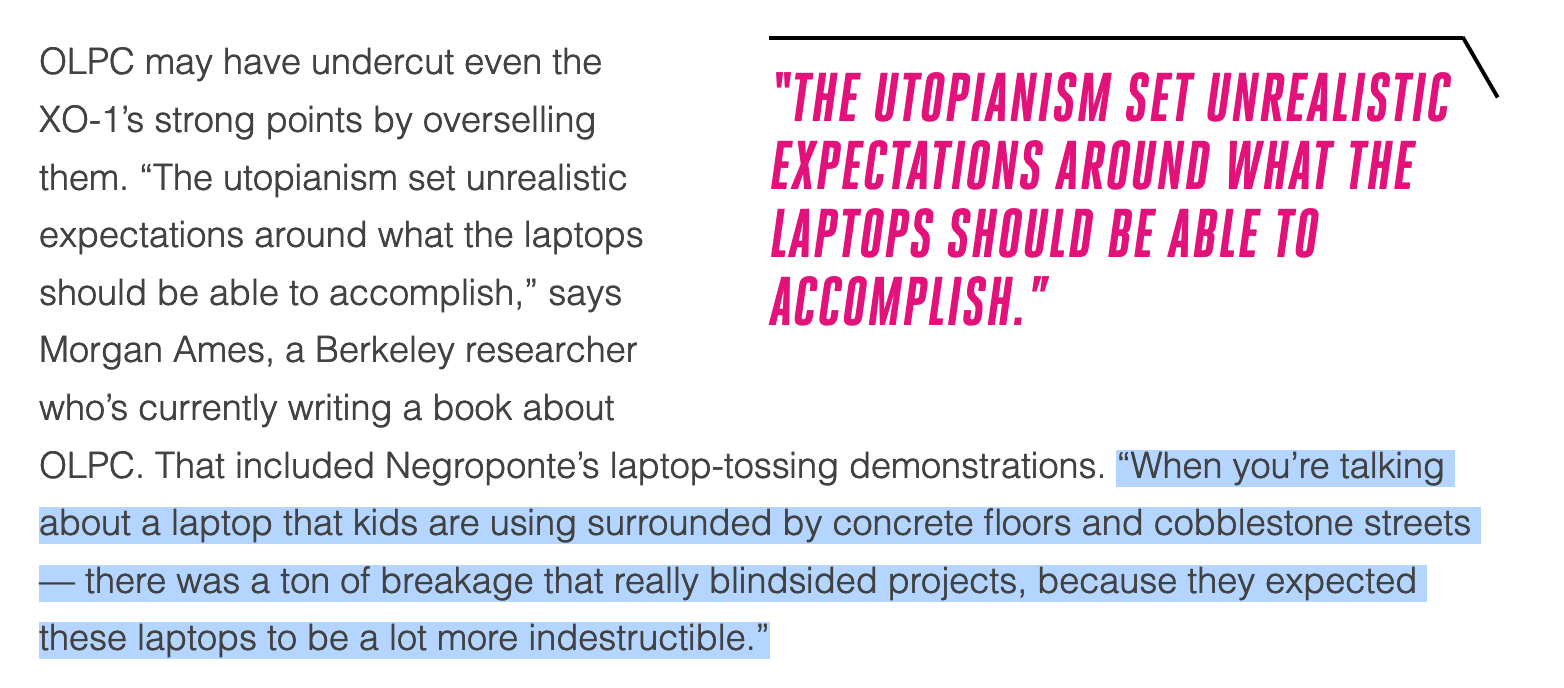 OLPC may have undercut even the
XO-1’s strong points by overselling
them. “The utopianism set unrealistic
expectations around what the laptops
should be able to accomplish,” says
Morgan Ames, a Berkeley researcher
who’s currently writing a book about
OLPC. That included Negroponte’s laptop-tossing demonstrations. “When you’re talking
about a laptop that kids are using surrounded by concrete floors and cobblestone streets
— there was a ton of breakage that really blindsided projects, because they expected
these laptops to be a lot more indestructible.”
"THE UTOPIANISM SET UNREALISTIC
EXPECTATIONS AROUND WHAT THE
LAPTOPS SHOULD BE ABLE TO
ACCOMPLISH."